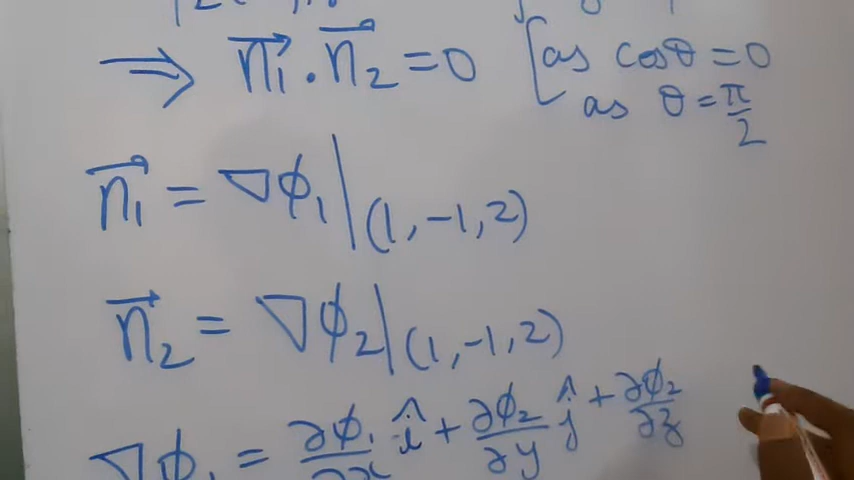 ⟹ n₁⃗ . n₂⃗ = 0 [as cosθ = 0
as θ = π/2
n₁⃗ = ∇ϕ₁|(1, -1, 2)
n₂⃗ = ∇ϕ₂|(1, -1, 2)
∇ϕ₁ = ∂ϕ₁/∂x î + ∂ϕ₂/∂y ĵ + ∂ϕ₂/∂z